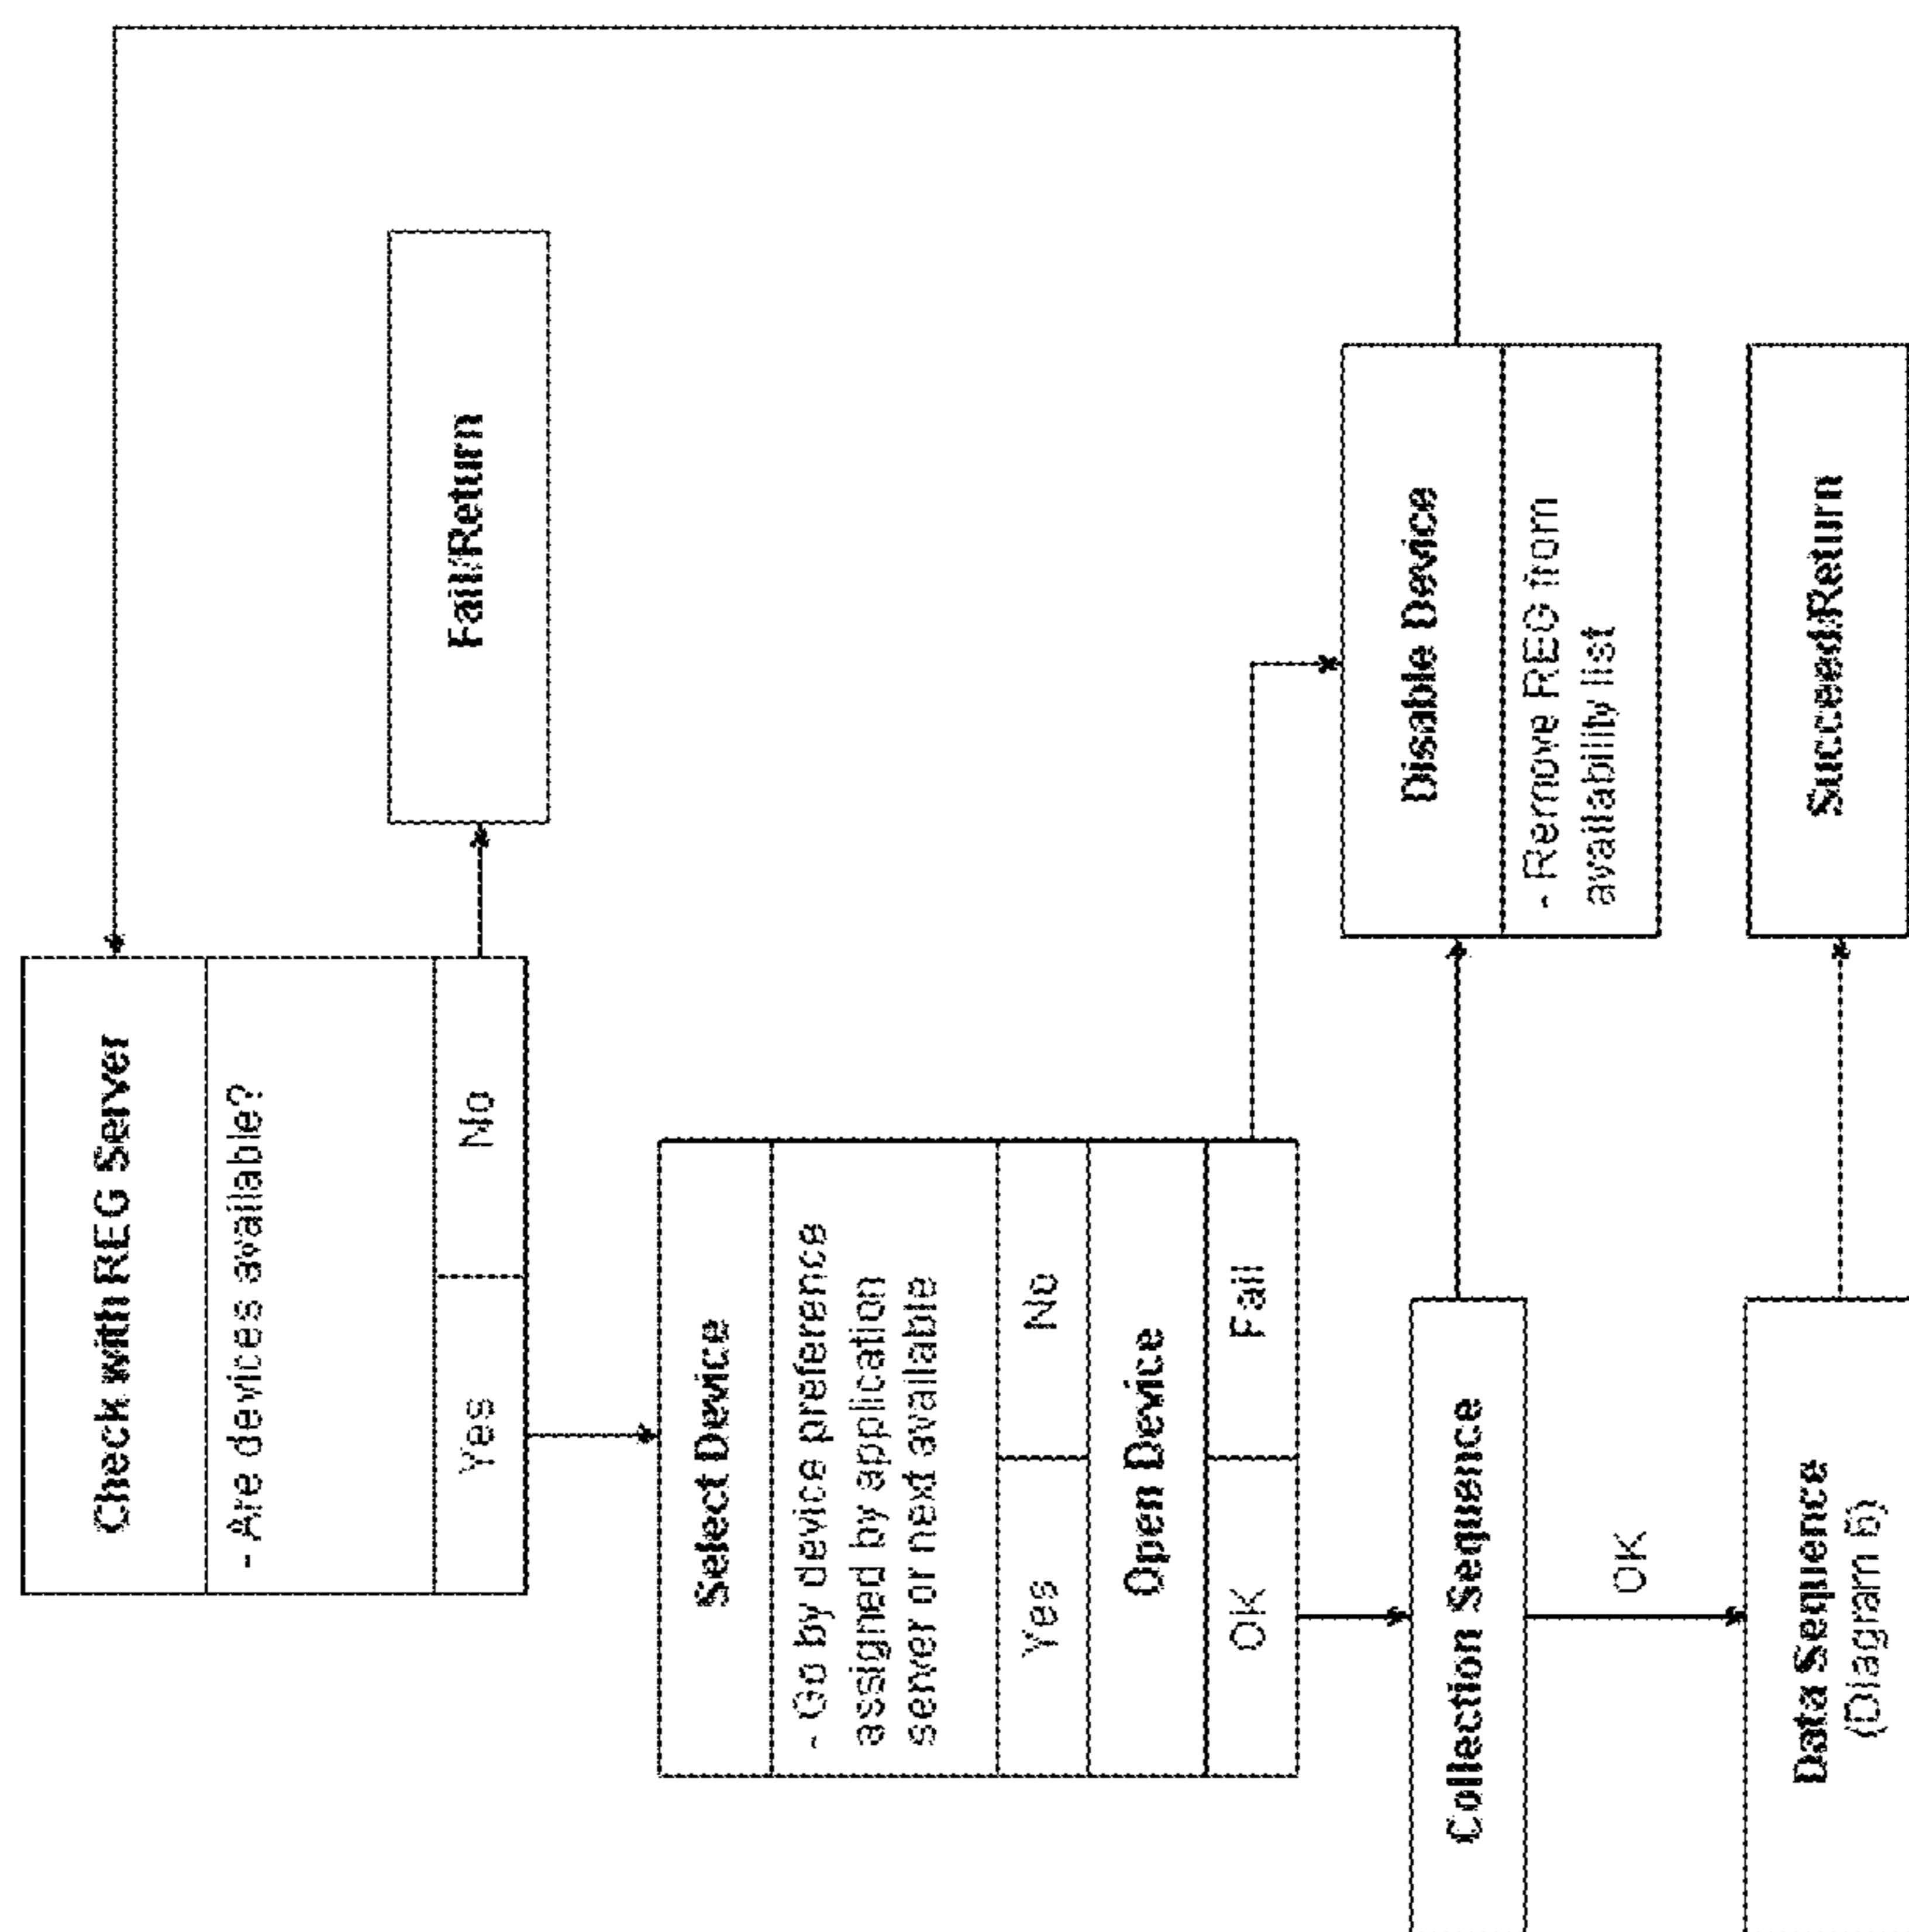 Check with REG Server
- Are devices available?
Yes
No
Fail/Return
Select Device
- Go by device preference
assigned by application
server or next available
Yes
No
Open Device
OK
Fail
Collection Sequence
Disable Device
- Remove REG from
availability list
OK
Data Sequence
(Diagram 6)
Succeed/Return